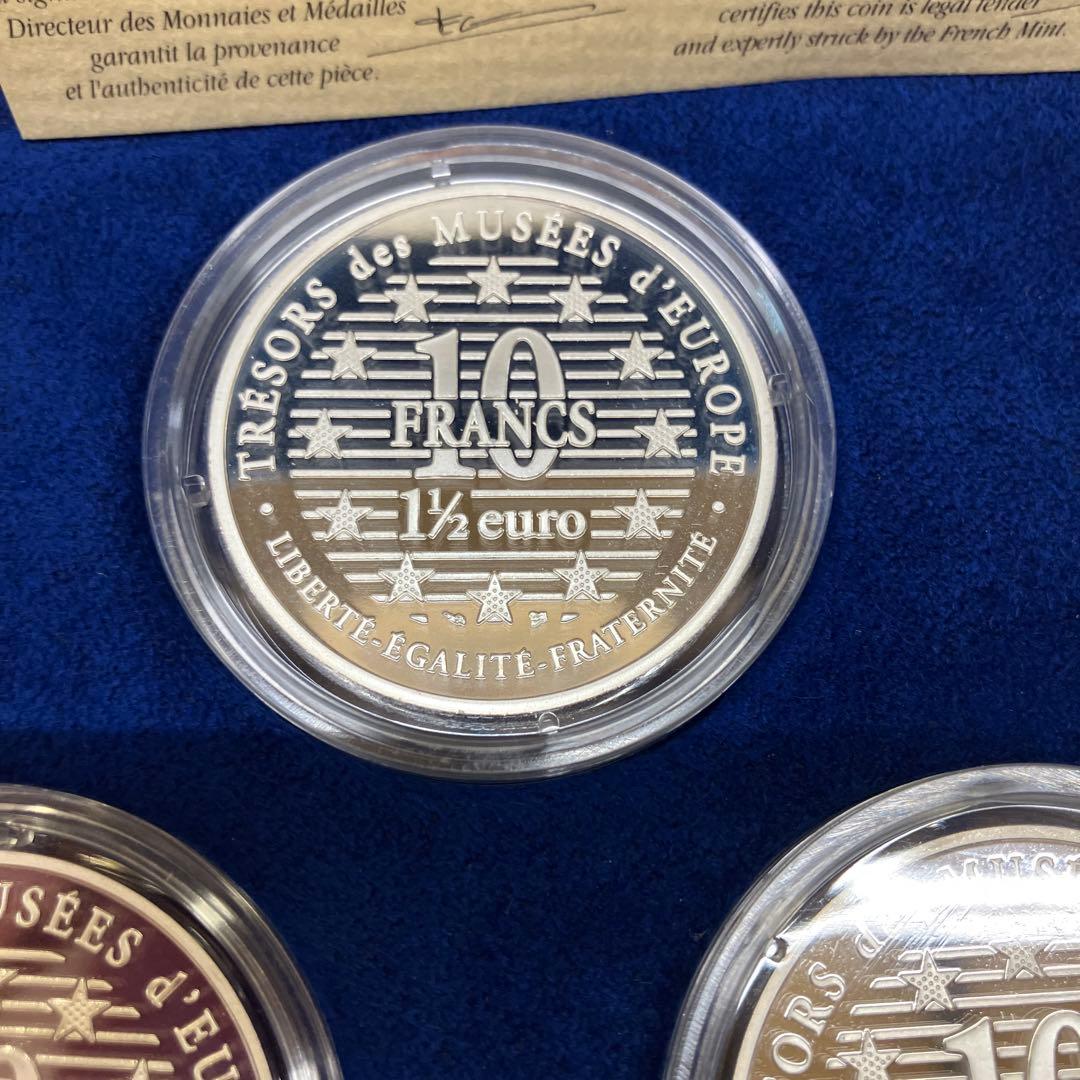 Directeur des Monnaies et Médailles
garantit la provenance
et l'authenticité de cette pièce.
certifies this coin is legal tender
and expertly struck by the French Mint.
TRÉSORS des MUSÉES d'EUROPE
10
FRANCS
1½ euro
· LIBERTÉ-ÉGALITÉ-FRATERNITÉ ·
MUSÉES d'EU
10